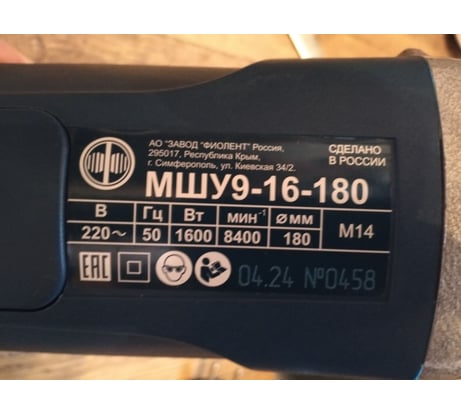 АО "ЗАВОД "ФИОЛЕНТ" Россия,
295017, Республика Крым,
г. Симферополь, ул. Киевская 34/2.
СДЕЛАНО
В РОССИИ
МШУ9-16-180
В Гц Вт мин⁻¹ ⌀мм
220~ 50 1600 8400 180 М14
EAC
04.24 №0458